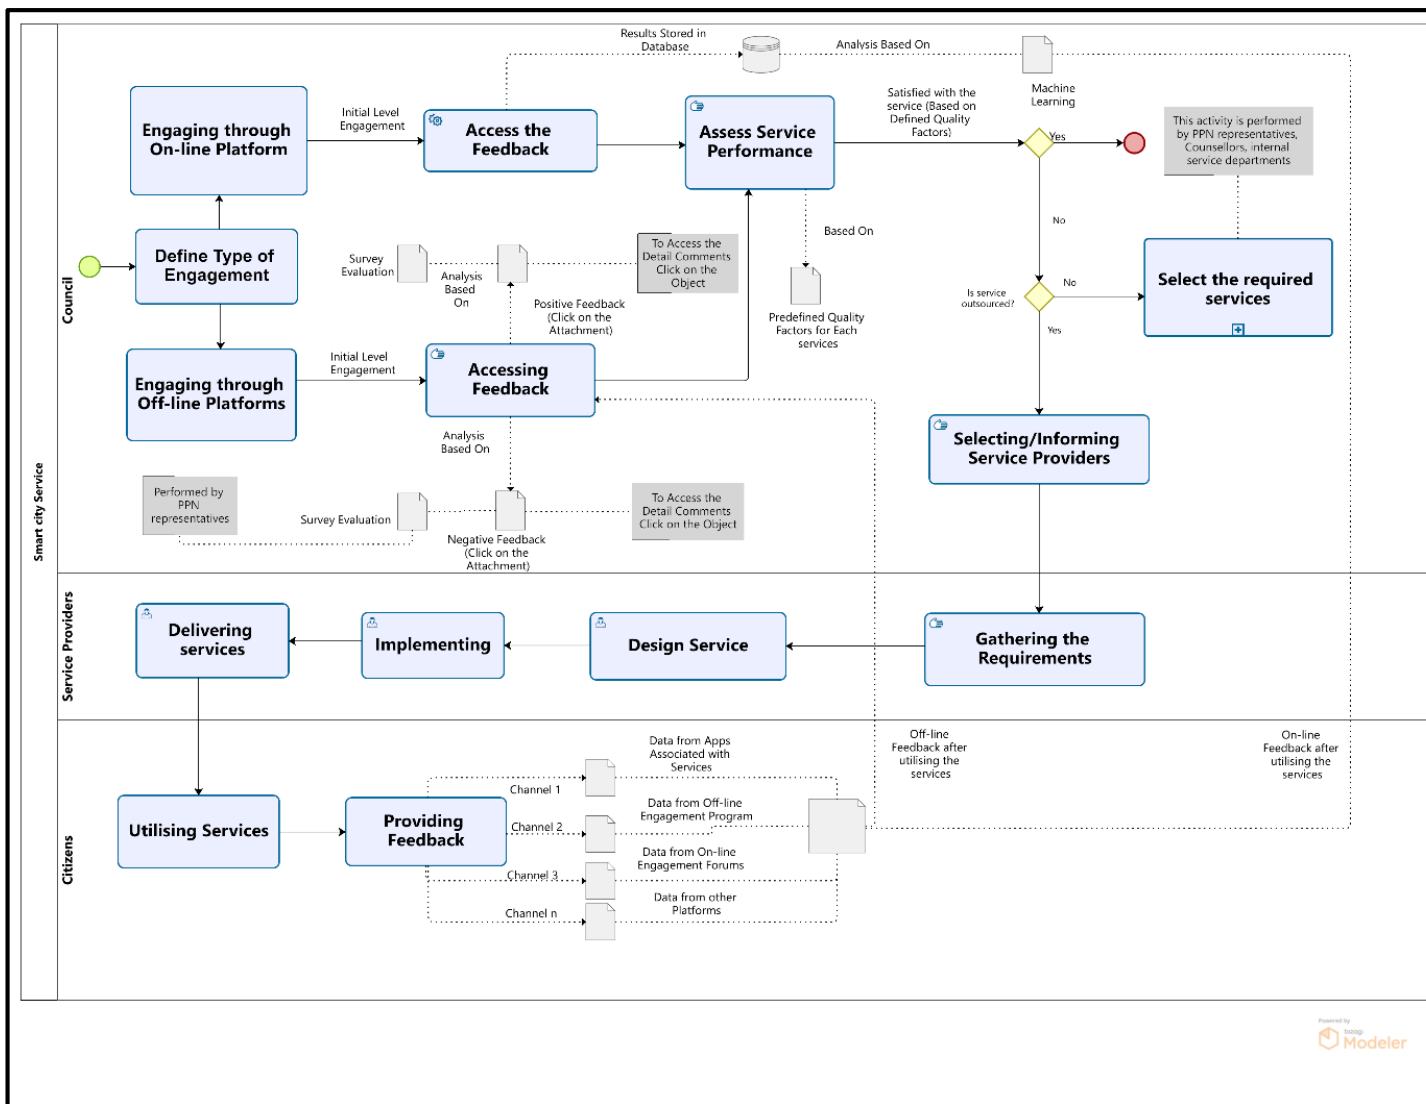 Smart city Service
Council
Service Providers
Citizens
Results Stored in
Database
Analysis Based On
Machine
Learning
Engaging through
On-line Platform
Initial Level
Engagement
Access the
Feedback
Assess Service
Performance
Satisfied with the
service (Based on
Defined Quality
Factors)
Yes
This activity is performed
by PPN representatives,
Counsellors, internal
service departments
No
Define Type of
Engagement
Survey
Evaluation
Analysis
Based
On
To Access the
Detail Comments
Click on the
Object
Based On
Predefined Quality
Factors for Each
services
Positive Feedback
(Click on the
Attachment)
Is service
outsourced?
No
Yes
Select the required
services
Engaging through
Off-line Platforms
Initial Level
Engagement
Accessing
Feedback
Analysis
Based On
Selecting/Informing
Service Providers
Performed by
PPN
representatives
Survey Evaluation
Negative Feedback
(Click on the
Attachment)
To Access the
Detail Comments
Click on the Object
Delivering
services
Implementing
Design Service
Gathering the
Requirements
Off-line
Feedback after
utilising the
services
On-line
Feedback after
utilising the
services
Utilising Services
Providing
Feedback
Channel 1
Channel 2
Channel 3
Channel n
Data from Apps
Associated with
Services
Data from Off-line
Engagement Program
Data from On-line
Engagement Forums
Data from other
Platforms
Powered by
bizagi
Modeler